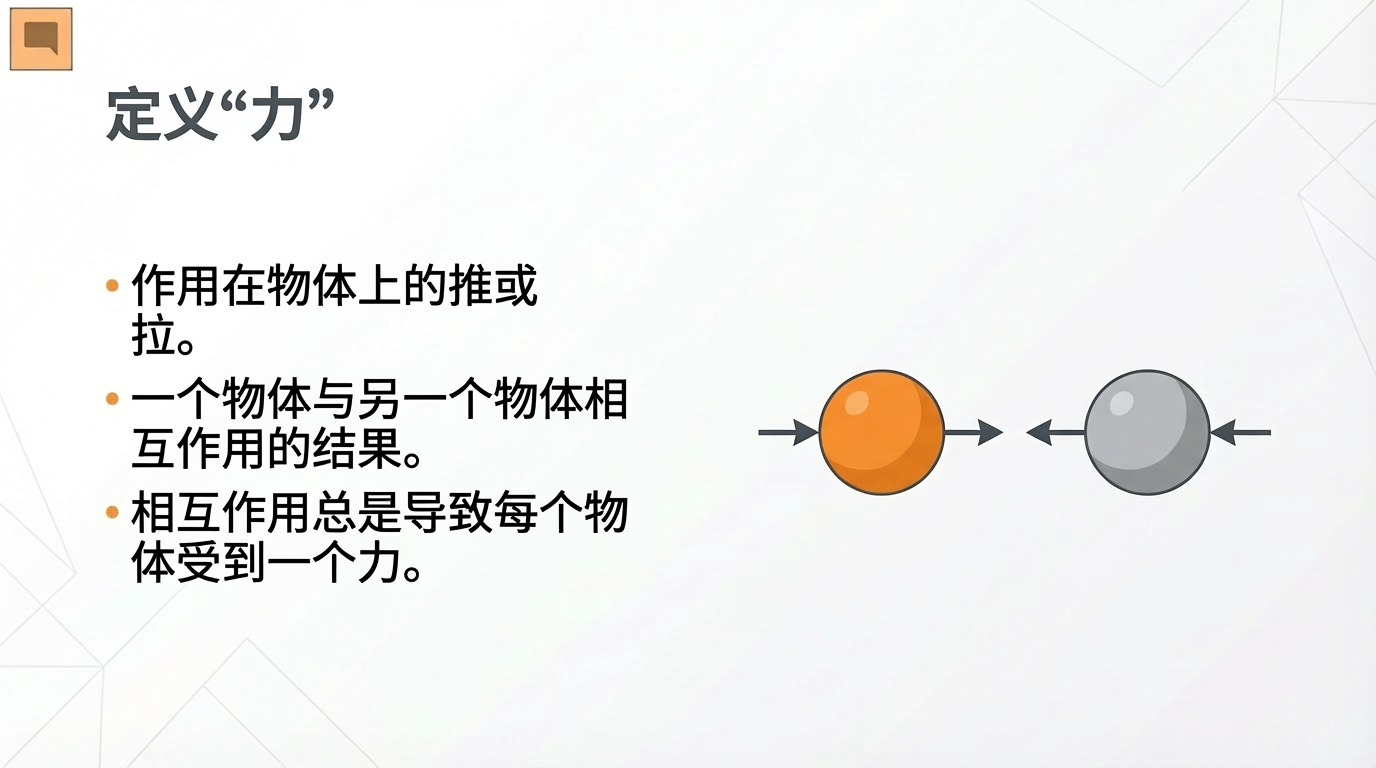 定义“力”
• 作用在物体上的推或
拉。
• 一个物体与另一个物体相
互作用的结果。
• 相互作用总是导致每个物
体受到一个力。